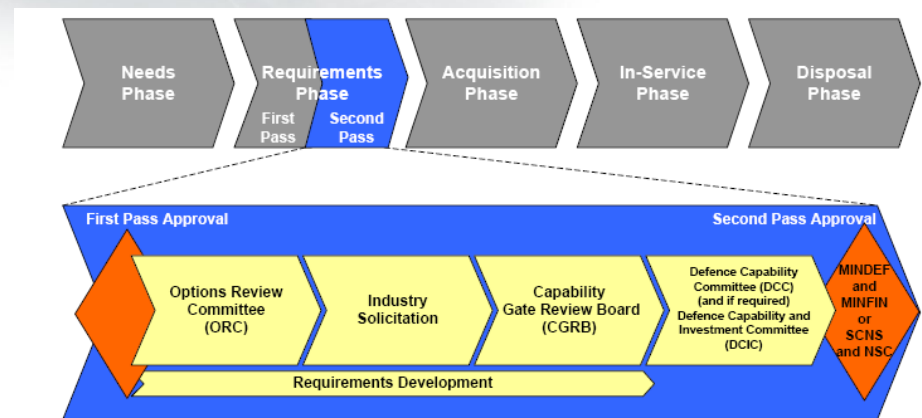 Needs
Phase
Requirements
Phase
First
Pass
Second
Pass
Acquisition
Phase
In-Service
Phase
Disposal
Phase
First Pass Approval
Second Pass Approval
Options Review
Committee
(ORC)
Industry
Solicitation
Capability
Gate Review Board
(CGRB)
Defence Capability
Committee (DCC)
(and if required)
Defence Capability and
Investment Committee
(DCIC)
MINDEF
and
MINFIN
or
SCNS
and NSC
Requirements Development